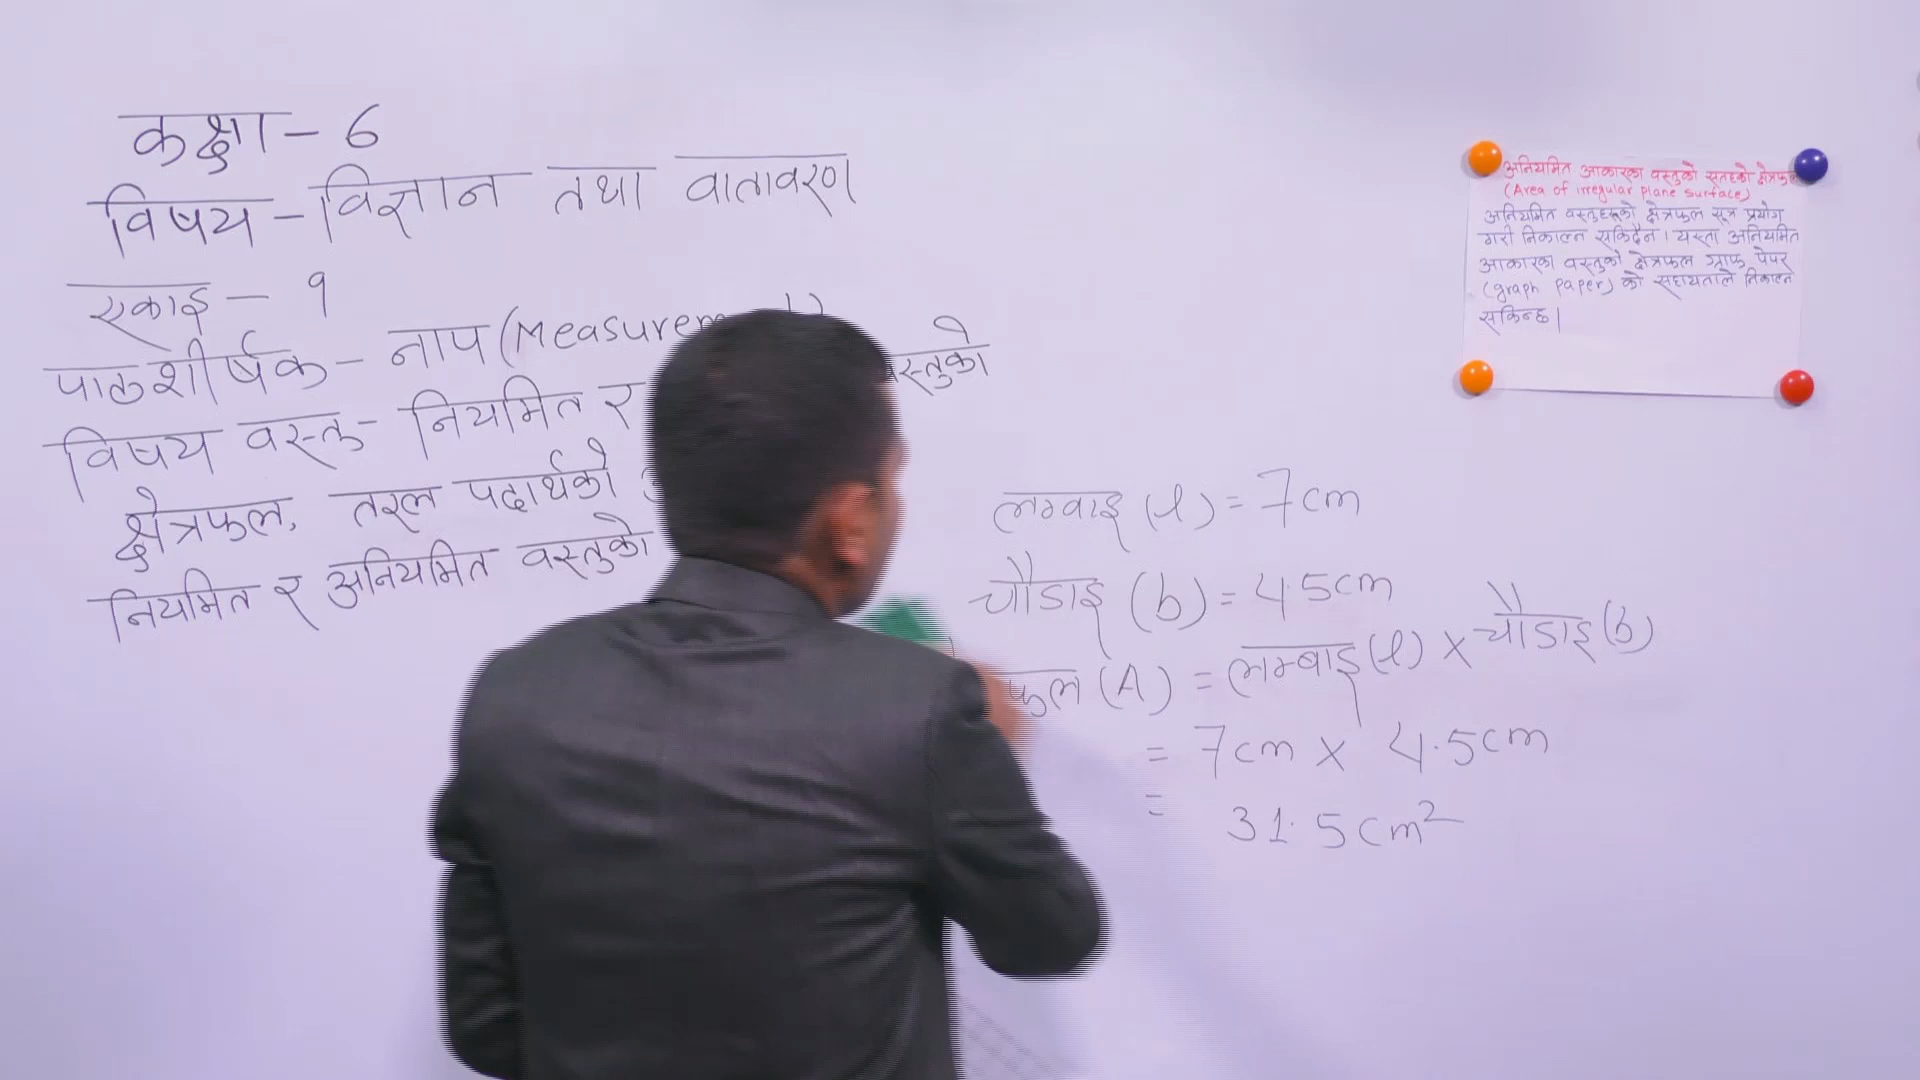 कक्षा - 6
विषय - विज्ञान तथा वातावरण
एकाइ - १
पाठशीर्षक - नाप (Measurement)
विषय वस्तु - नियमित र वस्तुको
क्षेत्रफल, तरल पदार्थको
नियमित र अनियमित वस्तुको
लम्बाइ (l) = 7cm
चौडाइ (b) = 4.5cm
फल (A) = लम्बाइ (l) x चौडाइ (b)
= 7cm x 4.5cm
= 31.5cm²
अनियमित आकारका वस्तुको सतहको क्षेत्रफल
(Area of irregular plane surface)
अनियमित वस्तुहरूको क्षेत्रफल सूत्र प्रयोग
गरी निकाल्न सकिँदैन। यस्ता अनियमित
आकारका वस्तुको क्षेत्रफल ग्राफ पेपर
(graph paper) को सहायताले निकाल्न
सकिन्छ।